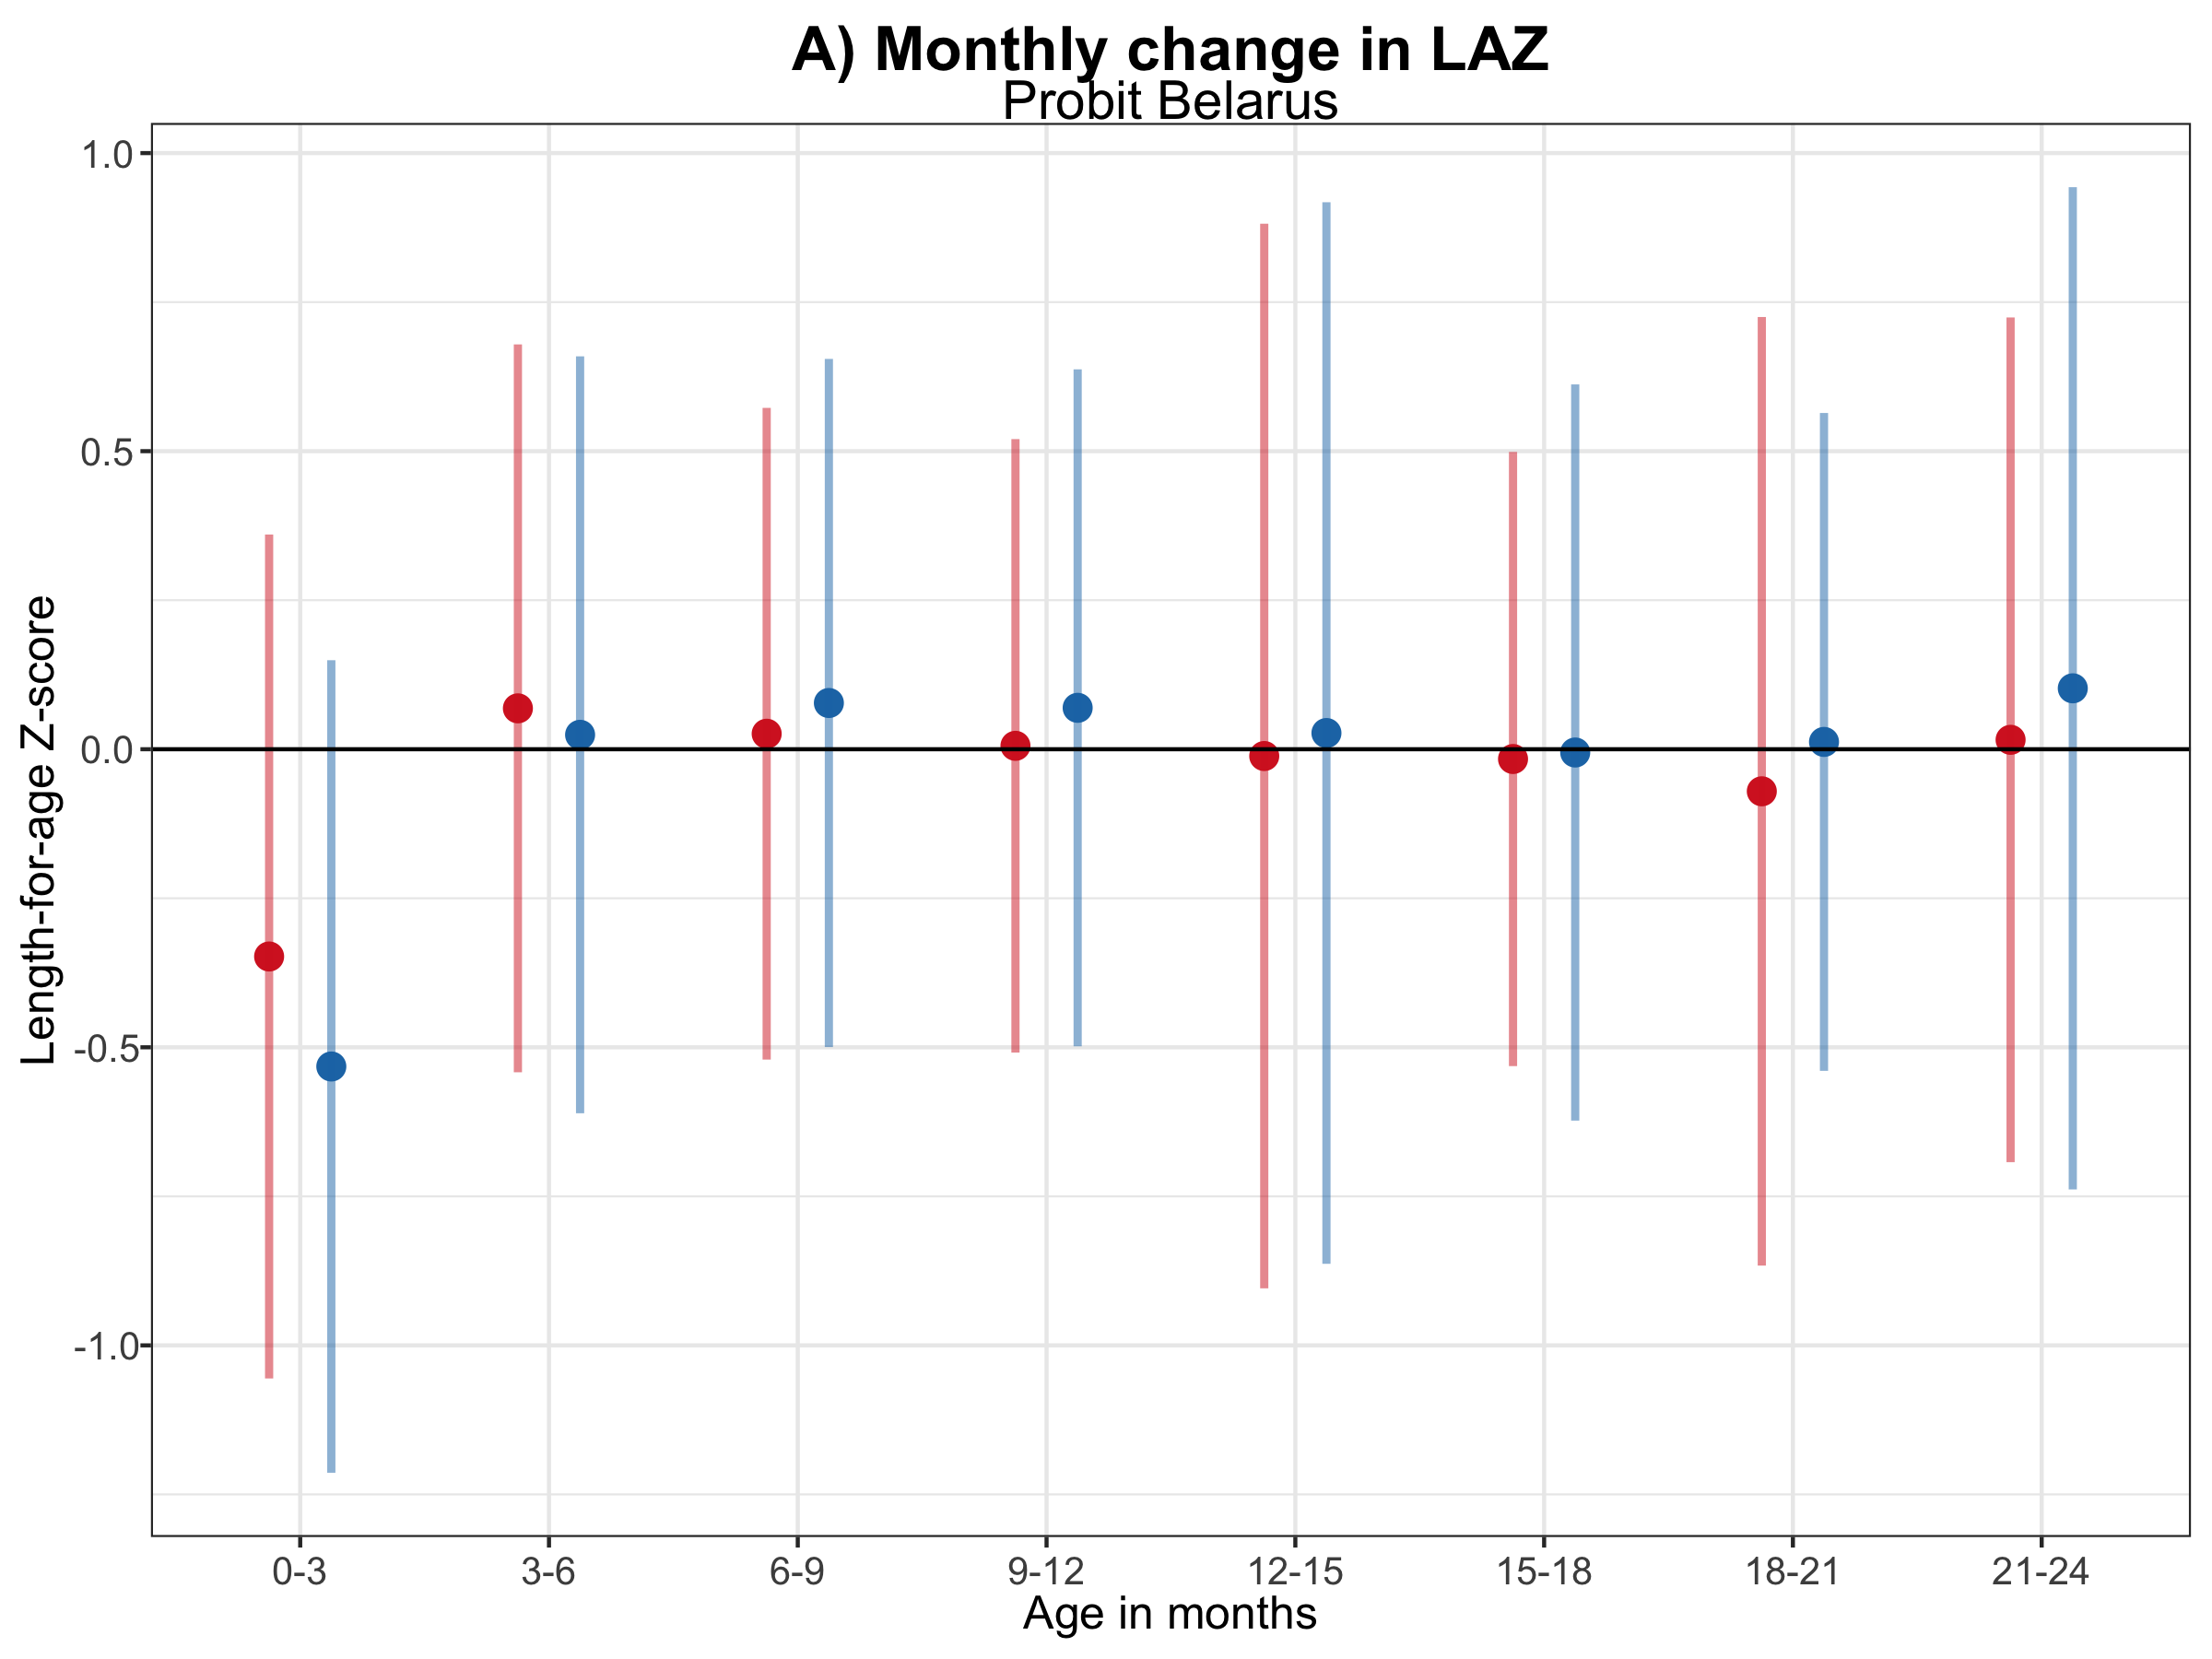 A) Monthly change in LAZ
Probit Belarus
Length-for-age Z-score
1.0
0.5
0.0
-0.5
-1.0
0-3 3-6 6-9 9-12 12-15 15-18 18-21 21-24
Age in months